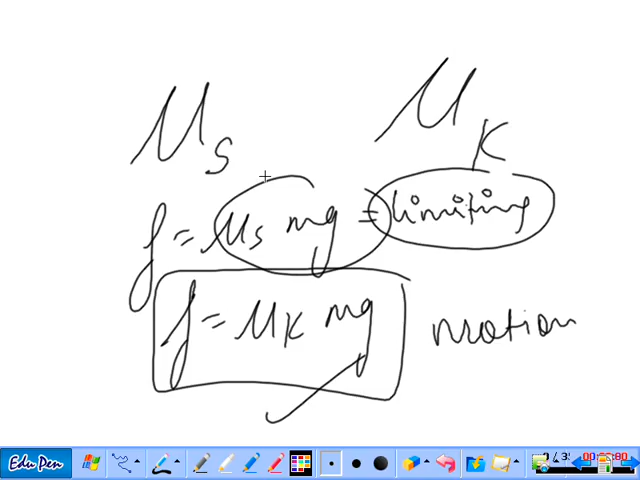 μs μK
f = μs mg = limiting
f = μK mg
motion
Edu Pen